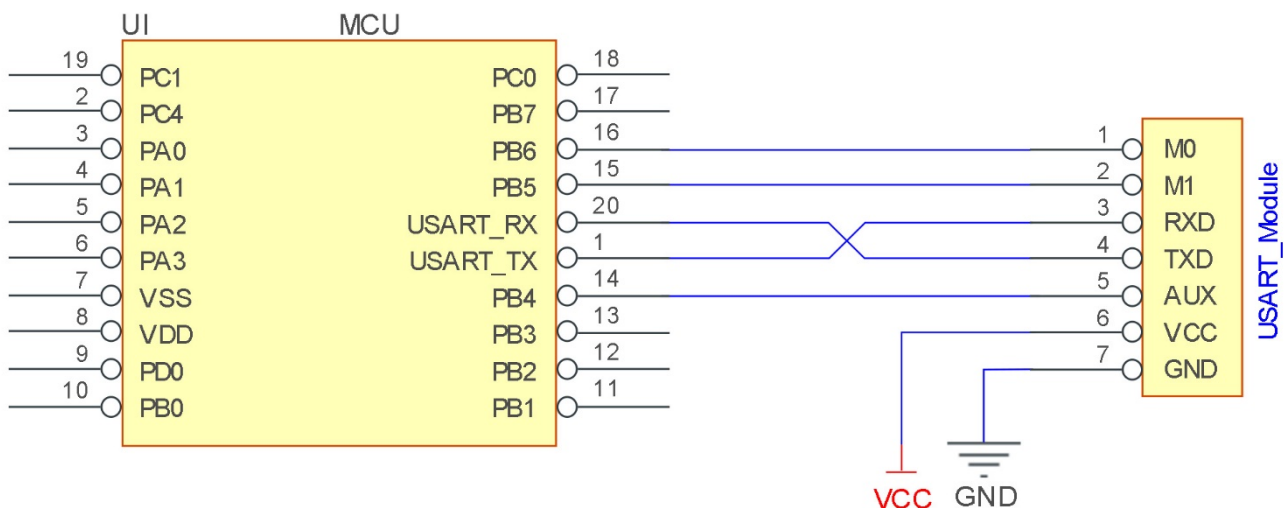 UI MCU
19 PC1 PC0 18
2 PC4 PB7 17
3 PA0 PB6 16
4 PA1 PB5 15
5 PA2 USART_RX 20
6 PA3 USART_TX 1
7 VSS PB4 14
8 VDD PB3 13
9 PD0 PB2 12
10 PB0 PB1 11
1 M0
2 M1
3 RXD
4 TXD
5 AUX
6 VCC
7 GND
USART_Module
VCC GND